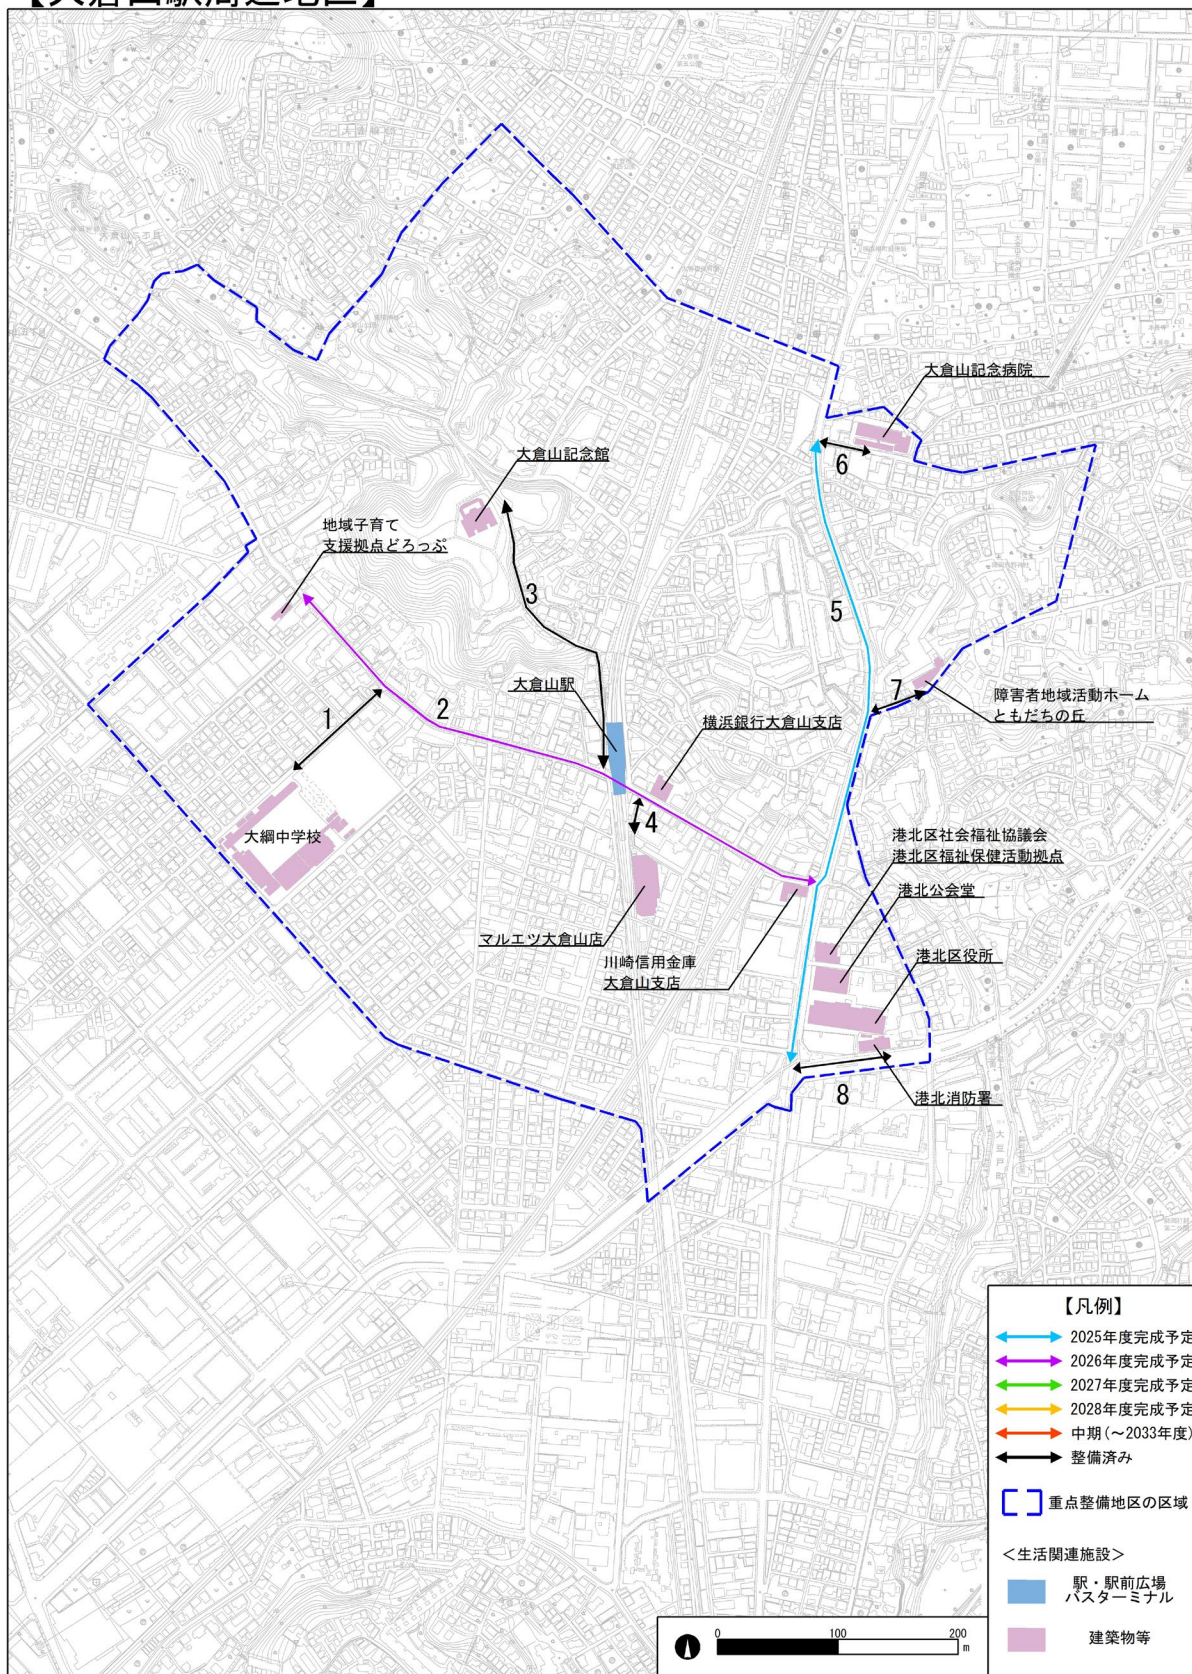 【大倉山駅周辺地区】
大倉山記念病院
6
大倉山記念館
地域子育て
支援拠点どろっぷ
3
5
大倉山駅
7
障害者地域活動ホーム
ともだちの丘
1
2
横浜銀行大倉山支店
4
大綱中学校
港北区社会福祉協議会
港北区福祉保健活動拠点
港北公会堂
マルエツ大倉山店
川崎信用金庫
大倉山支店
港北区役所
8
港北消防署
【凡例】
2025年度完成予定
2026年度完成予定
2027年度完成予定
2028年度完成予定
中期(～2033年度)
整備済み
重点整備地区の区域
＜生活関連施設＞
駅・駅前広場
バスターミナル
建築物等
0 100 200
m